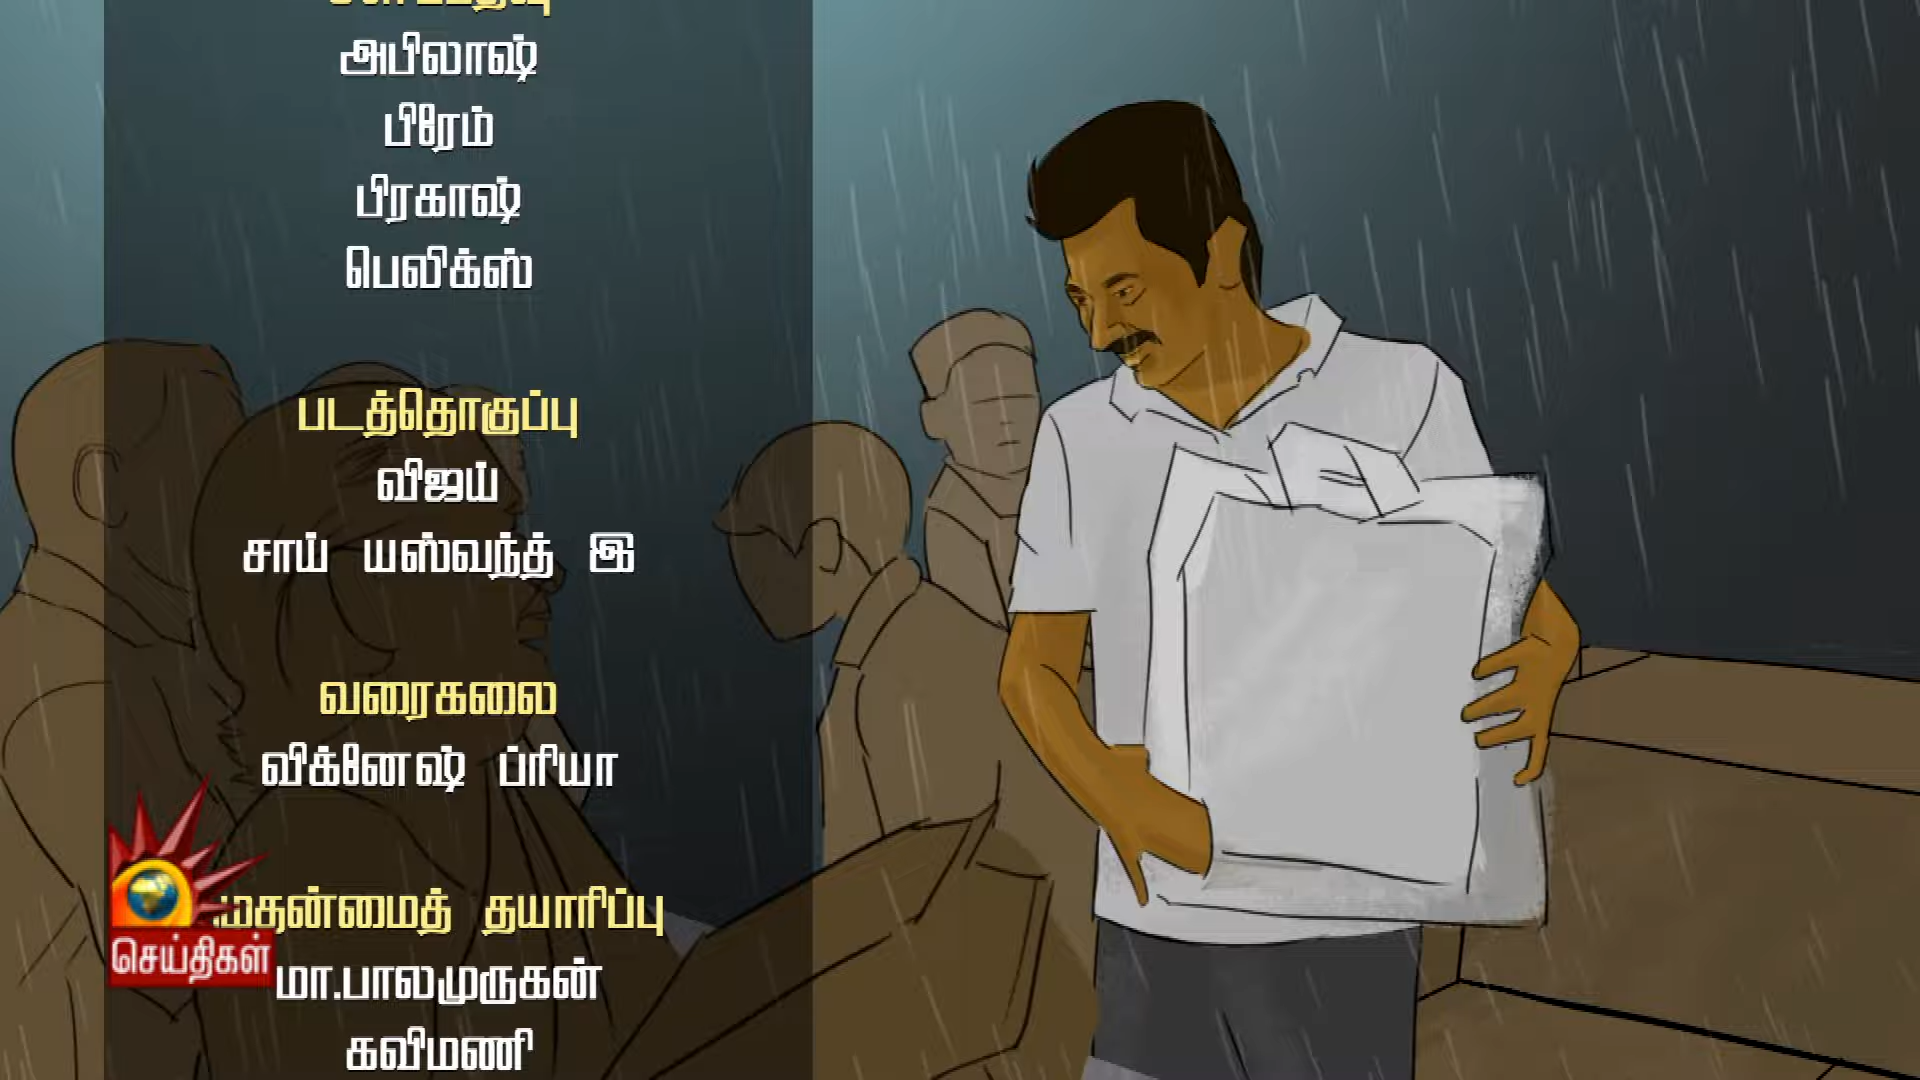 அபிலாஷ்
பிரேம்
பிரகாஷ்
பெலிக்ஸ்
படத்தொகுப்பு
விஜய்
சாய் யஸ்வந்த் இ
வரைகலை
விக்னேஷ் ப்ரியா
முதன்மைத் தயாரிப்பு
மா.பாலமுருகன்
கவிமணி
செய்திகள்